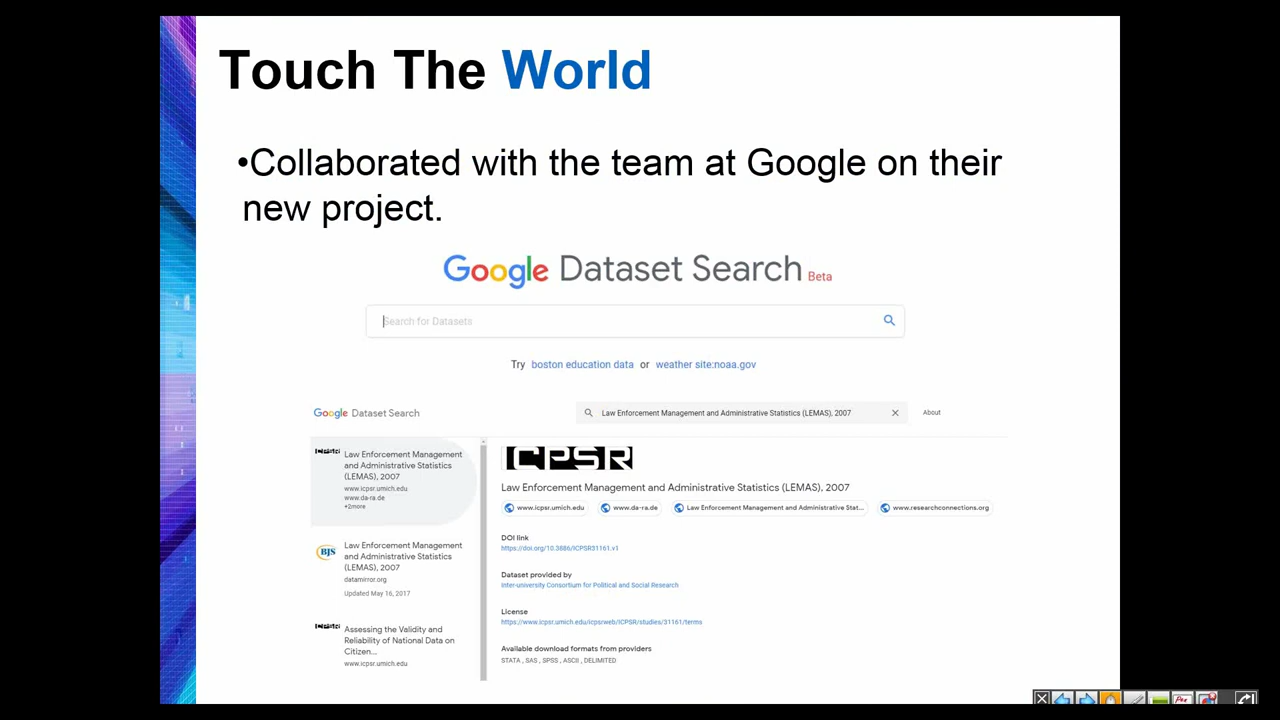 Touch The World
•Collaborated with the team at Google on their
new project.
Google Dataset Search Beta
Search for Datasets
Try boston education data or weather site:noaa.gov
Google Dataset Search
Law Enforcement Management and Administrative Statistics (LEMAS), 2007
About
ICPSR
Law Enforcement Management
and Administrative Statistics
(LEMAS), 2007
www.icpsr.umich.edu
www.da-ra.de
+2more
BJS
Law Enforcement Management
and Administrative Statistics
(LEMAS), 2007
datamirror.org
Updated May 16, 2017
ICPSR
Assessing the Validity and
Reliability of National Data on
Citizen...
www.icpsr.umich.edu
ICPSR
Law Enforcement Management and Administrative Statistics (LEMAS), 2007
www.icpsr.umich.edu www.da-ra.de Law Enforcement Management and Administrative Stat... www.researchconnections.org
DOI link
https://doi.org/10.3886/ICPSR31161.v1
Dataset provided by
Inter-university Consortium for Political and Social Research
License
https://www.icpsr.umich.edu/icpsrweb/ICPSR/studies/31161/terms
Available download formats from providers
STATA , SAS , SPSS , ASCII , DELIMITED